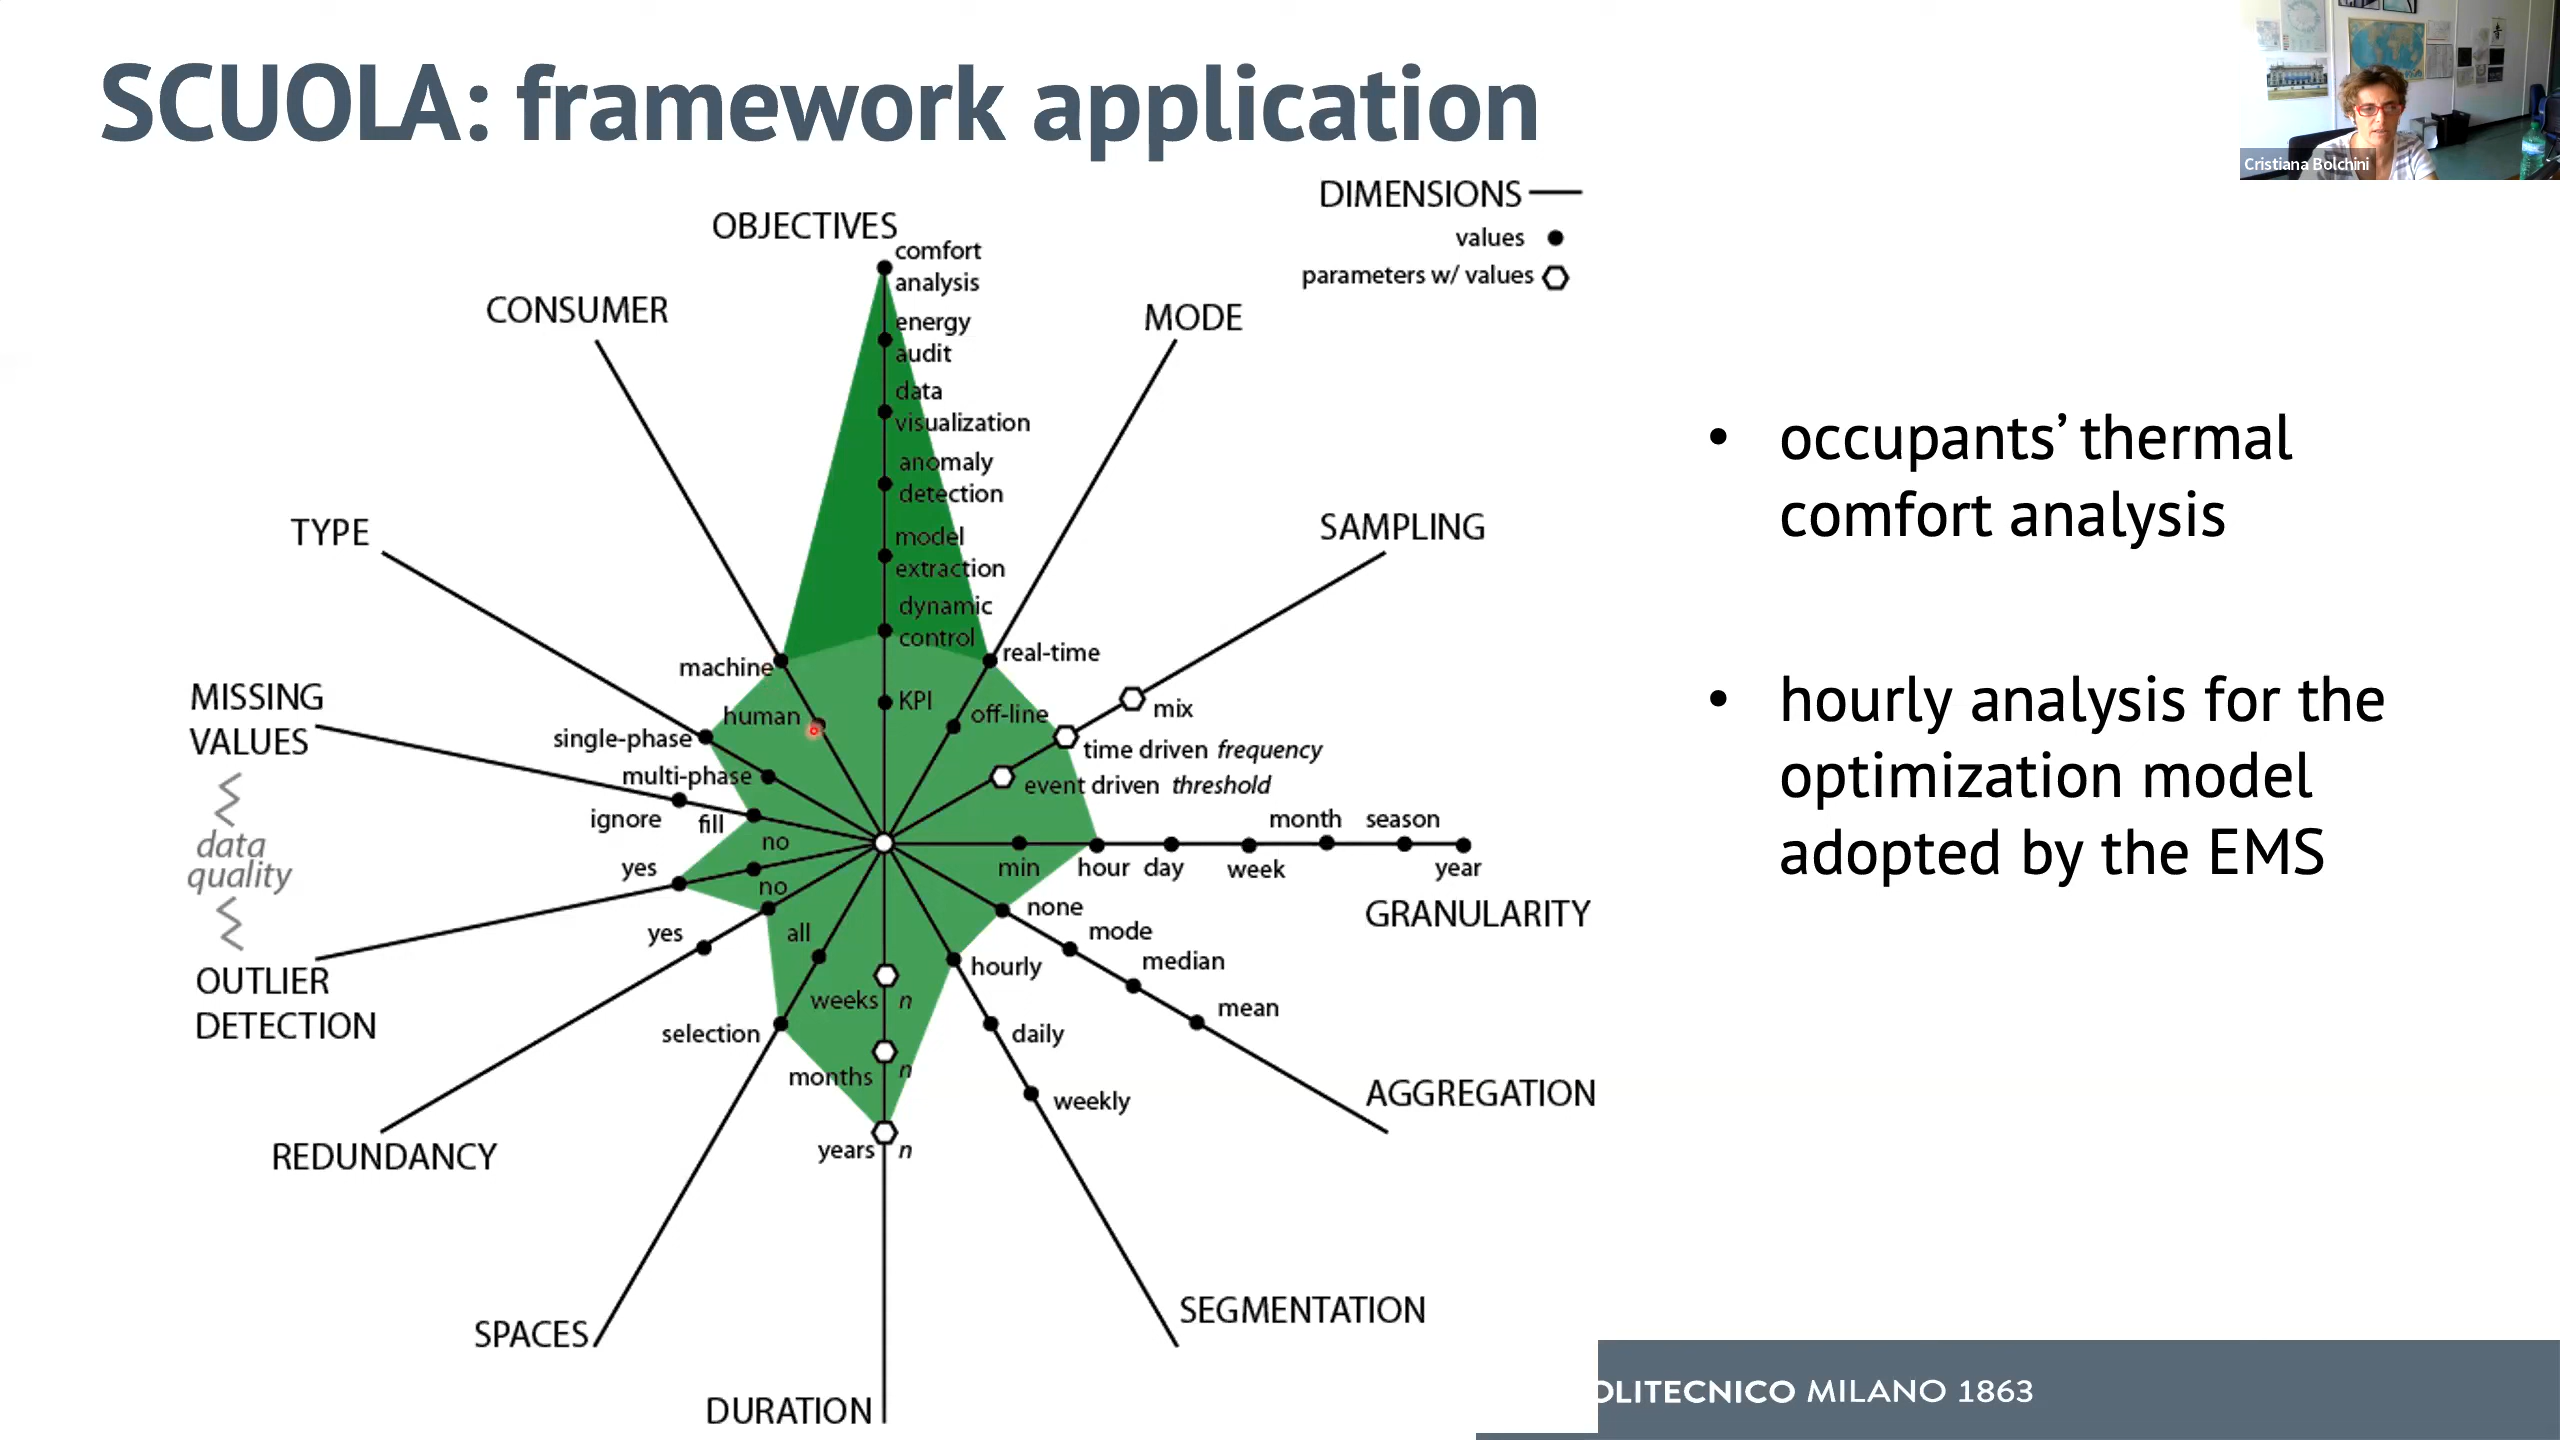 SCUOLA: framework application
Cristiana Bolchini
DIMENSIONS
values
parameters w/ values
OBJECTIVES
comfort
analysis
energy
audit
data
visualization
anomaly
detection
model
extraction
dynamic
control
KPI
CONSUMER
machine
human
MODE
real-time
off-line
SAMPLING
mix
time driven frequency
event driven threshold
TYPE
single-phase
multi-phase
MISSING
VALUES
ignore
fill
no
data
quality
yes
no
OUTLIER
DETECTION
yes
REDUNDANCY
all
selection
SPACES
weeks n
months n
years n
DURATION
hourly
daily
weekly
SEGMENTATION
none
mode
median
mean
AGGREGATION
min
hour
day
week
month
season
year
GRANULARITY
• occupants’ thermal
comfort analysis
• hourly analysis for the
optimization model
adopted by the EMS
OLITECNICO MILANO 1863